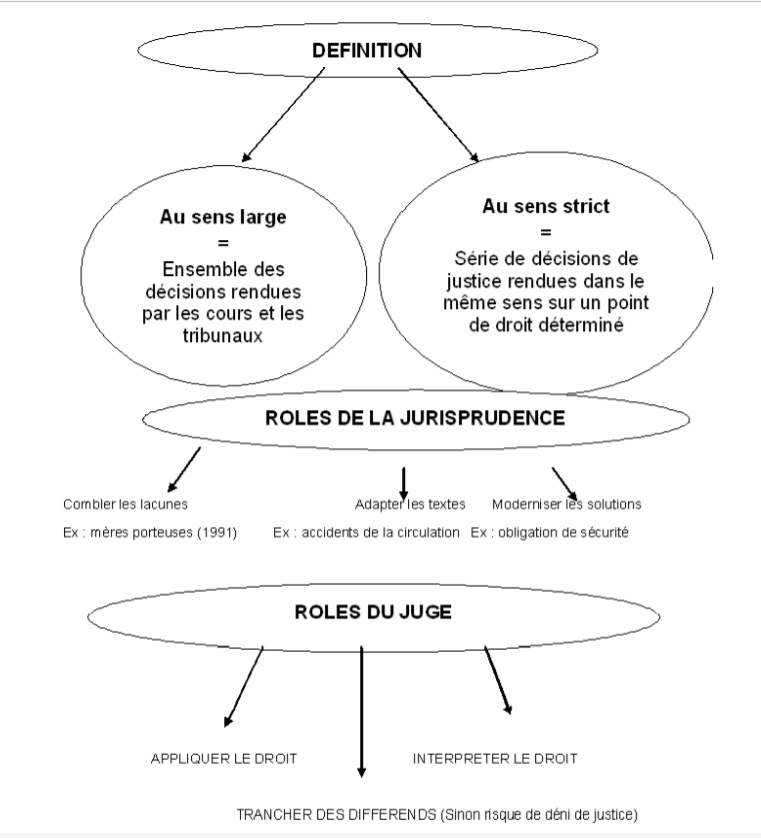 DEFINITION
Au sens large
=
Ensemble des
décisions rendues
par les cours et les
tribunaux
Au sens strict
=
Série de décisions de
justice rendues dans le
même sens sur un point
de droit déterminé
ROLES DE LA JURISPRUDENCE
Combler les lacunes
Ex : mères porteuses (1991)
Adapter les textes
Ex : accidents de la circulation
Moderniser les solutions
Ex : obligation de sécurité
ROLES DU JUGE
APPLIQUER LE DROIT
INTERPRETER LE DROIT
TRANCHER DES DIFFERENDS (Sinon risque de déni de justice)